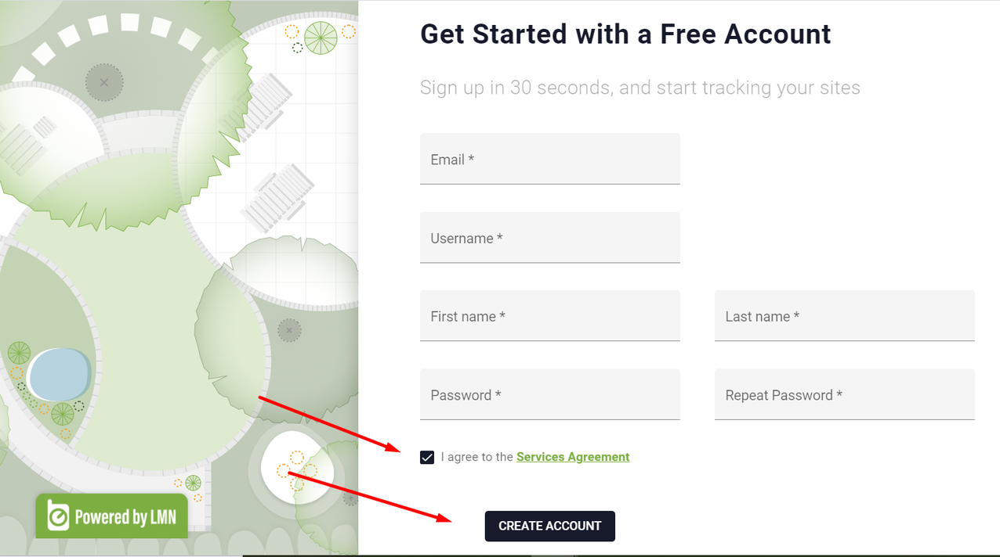 Get Started with a Free Account
Sign up in 30 seconds, and start tracking your sites
Email *
Username *
First name *
Last name *
Password *
Repeat Password *
I agree to the Services Agreement
CREATE ACCOUNT
Powered by LMN